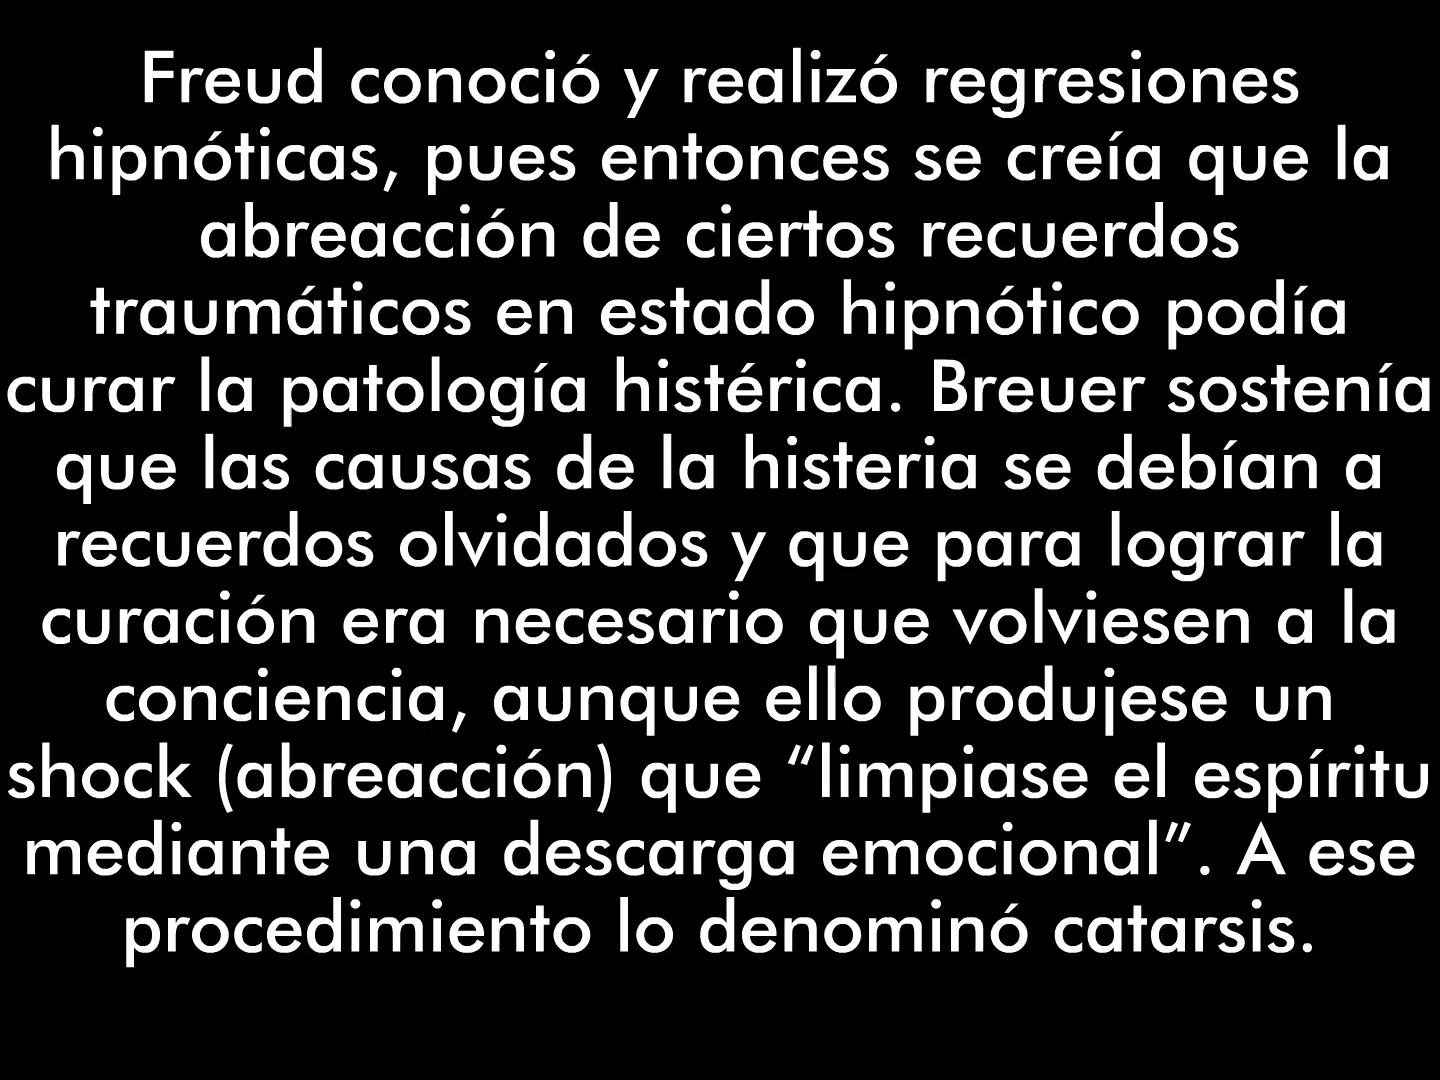 Freud conoció y realizó regresiones
hipnóticas, pues entonces se creía que la
abreacción de ciertos recuerdos
traumáticos en estado hipnótico podía
curar la patología histérica. Breuer sostenía
que las causas de la histeria se debían a
recuerdos olvidados y que para lograr la
curación era necesario que volviesen a la
conciencia, aunque ello produjese un
shock (abreacción) que “limpiase el espíritu
mediante una descarga emocional”. A ese
procedimiento lo denominó catarsis.